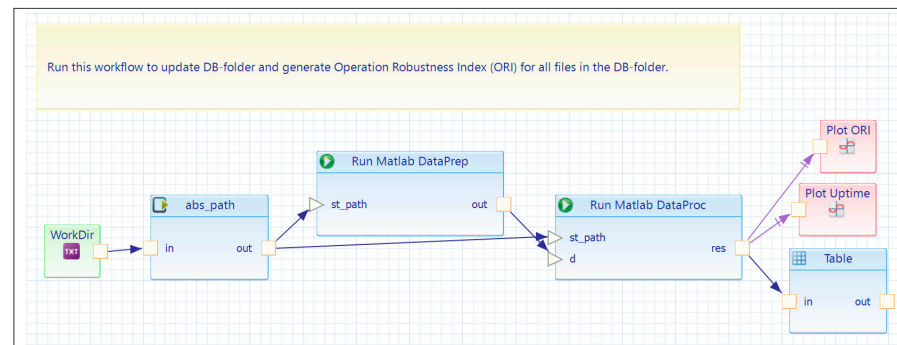 Run this workflow to update DB-folder and generate Operation Robustness Index (ORI) for all files in the DB-folder.
Plot ORI
Run Matlab DataPrep
st_path
out
Plot Uptime
abs_path
in
out
Run Matlab DataProc
st_path
d
res
WorkDir
TXT
Table
in
out